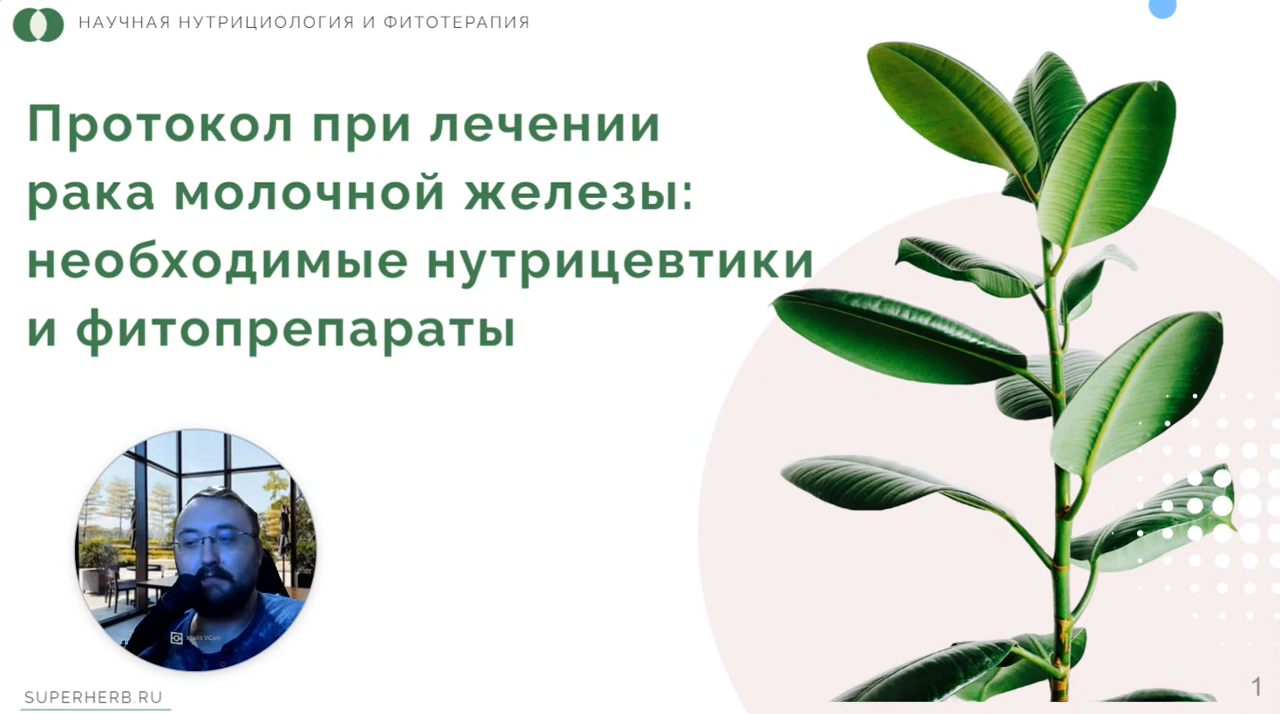 НАУЧНАЯ НУТРИЦИОЛОГИЯ И ФИТОТЕРАПИЯ
Протокол при лечении
рака молочной железы:
необходимые нутрицевтики
и фитопрепараты
SUPERHERB.RU
1